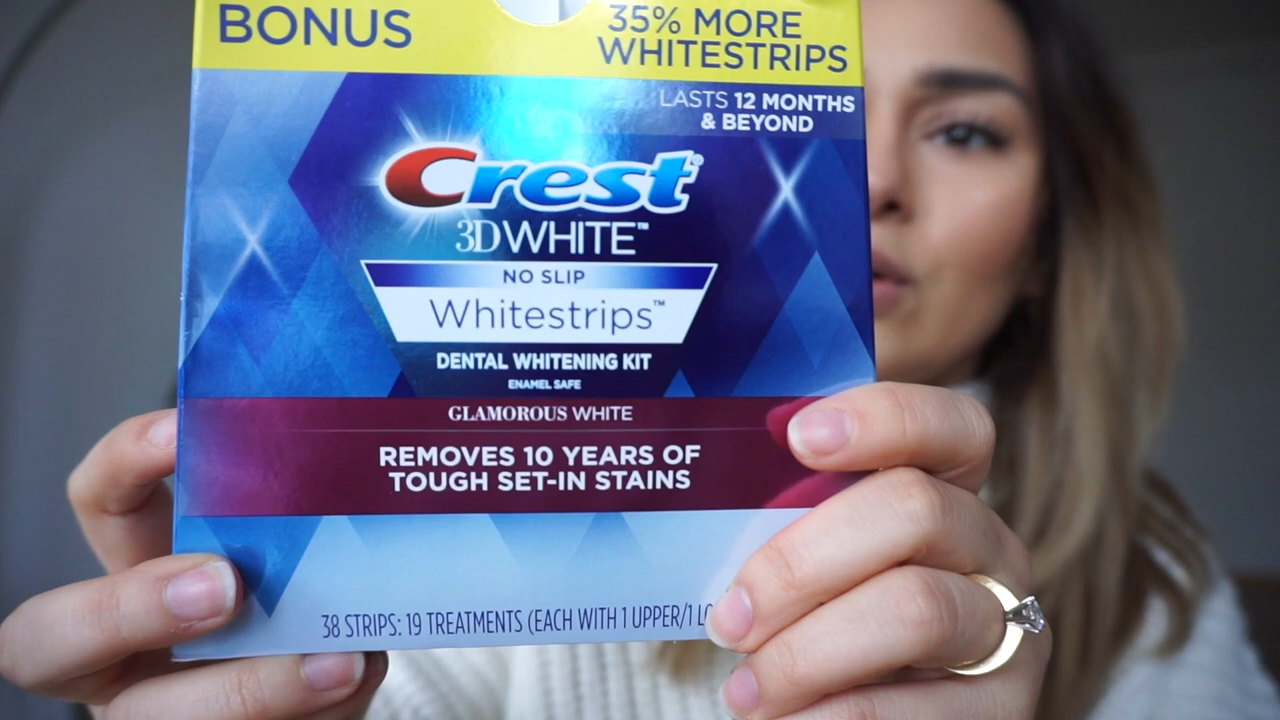 BONUS
35% MORE
WHITESTRIPS
LASTS 12 MONTHS
& BEYOND
Crest®
3D WHITE™
NO SLIP
Whitestrips™
DENTAL WHITENING KIT
ENAMEL SAFE
GLAMOROUS WHITE
REMOVES 10 YEARS OF
TOUGH SET-IN STAINS
38 STRIPS: 19 TREATMENTS (EACH WITH 1 UPPER/1